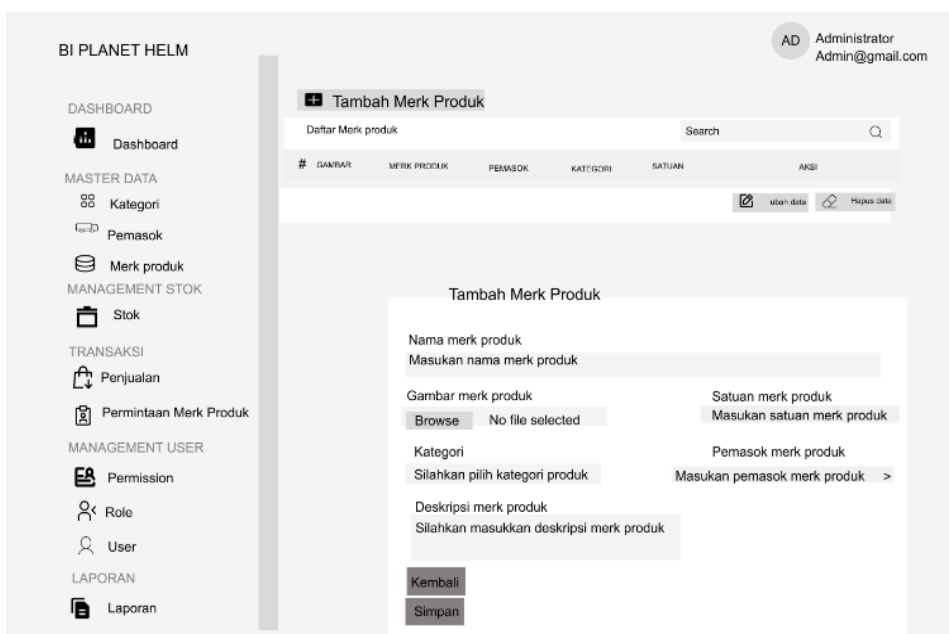 BI PLANET HELM
AD
Administrator
Admin@gmail.com
DASHBOARD
Dashboard
MASTER DATA
Kategori
Pemasok
Merk produk
MANAGEMENT STOK
Stok
TRANSAKSI
Penjualan
Permintaan Merk Produk
MANAGEMENT USER
Permission
Role
User
LAPORAN
Laporan
Tambah Merk Produk
Daftar Merk produk
Search
# GAMBAR MERK PRODUK PEMASOK KATEGORI SATUAN AKSI
ubah data Hapus data
Tambah Merk Produk
Nama merk produk
Masukan nama merk produk
Gambar merk produk
Browse No file selected
Satuan merk produk
Masukan satuan merk produk
Kategori
Silahkan pilih kategori produk
Pemasok merk produk
Masukan pemasok merk produk >
Deskripsi merk produk
Silahkan masukkan deskripsi merk produk
Kembali
Simpan